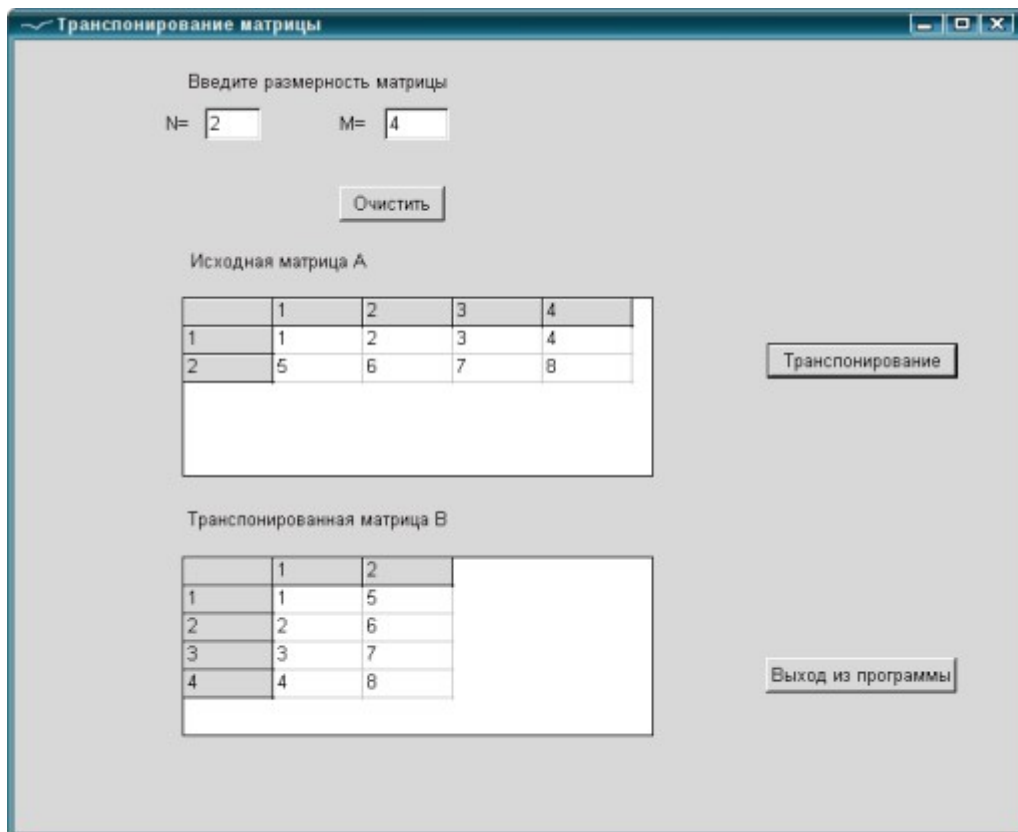 Транспонирование матрицы
Введите размерность матрицы
N= 2 M= 4
Очистить
Исходная матрица A
1 2 3 4
1 1 2 3 4
2 5 6 7 8
Транспонирование
Транспонированная матрица B
1 2
1 1 5
2 2 6
3 3 7
4 4 8
Выход из программы